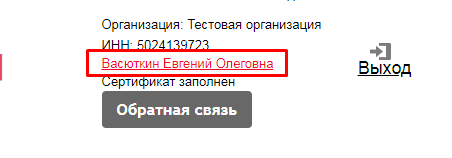 Организация: Тестовая организация
ИНН: 5024139723
Васюткин Евгений Олеговна
Сертификат заполнен
Выход
Обратная связь